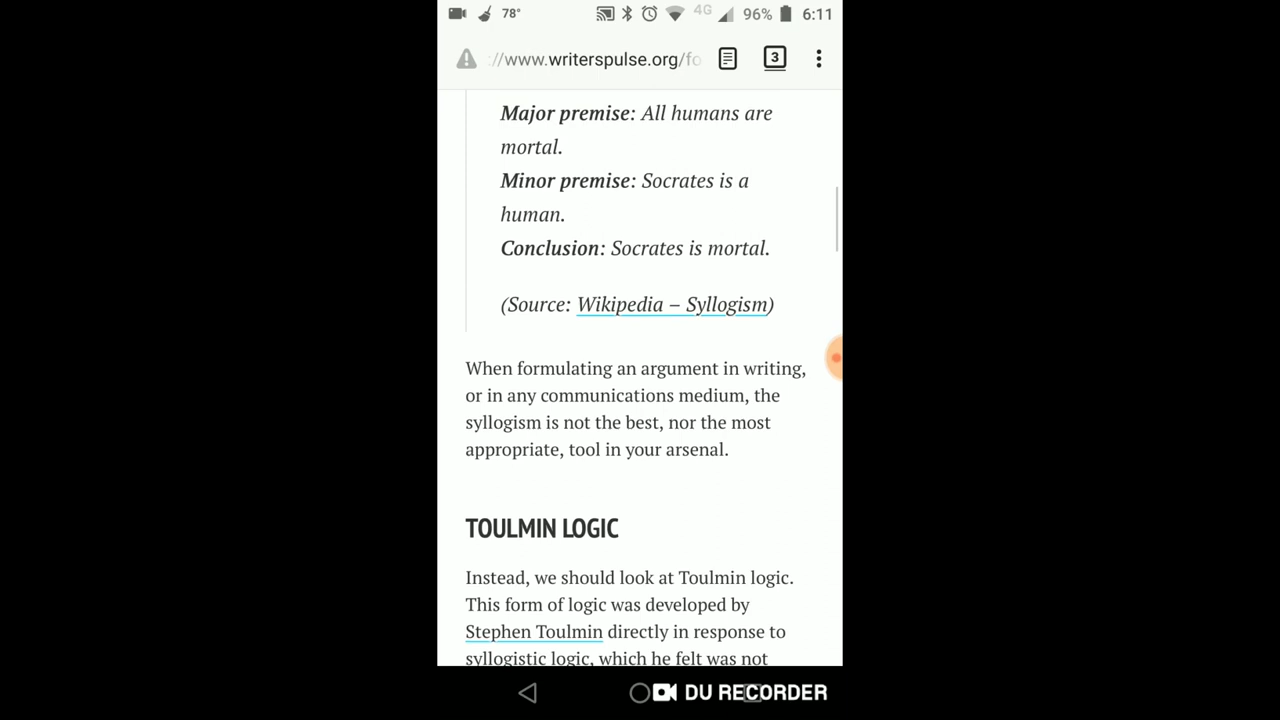 78°
4G
96%
6:11
://www.writerspulse.org/fo
3
Major premise: All humans are
mortal.
Minor premise: Socrates is a
human.
Conclusion: Socrates is mortal.
(Source: Wikipedia – Syllogism)
When formulating an argument in writing,
or in any communications medium, the
syllogism is not the best, nor the most
appropriate, tool in your arsenal.
TOULMIN LOGIC
Instead, we should look at Toulmin logic.
This form of logic was developed by
Stephen Toulmin directly in response to
syllogistic logic, which he felt was not
DU RECORDER